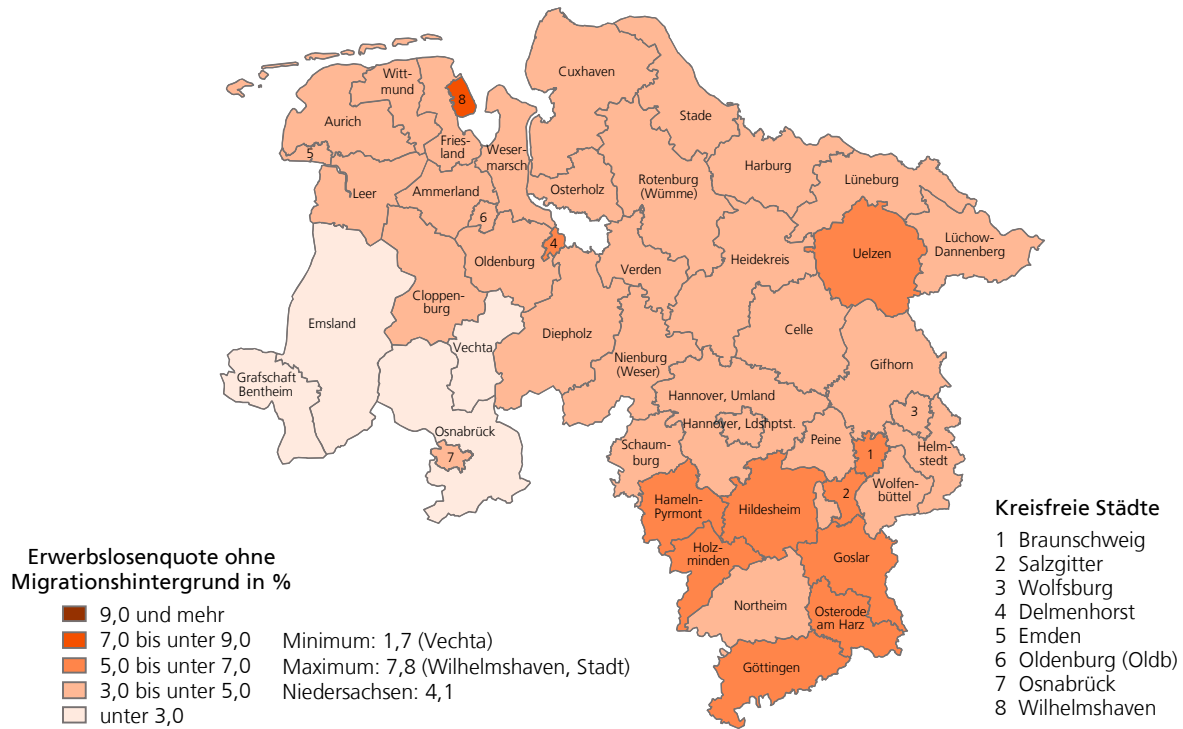 Cuxhaven
Witt-
mund
8
Stade
Aurich
Fries-
land
Weser-
marsch
5
Harburg
Rotenburg
(Wümme)
Lüneburg
Osterholz
Leer
Ammerland
6
4
Lüchow-
Dannenberg
Uelzen
Oldenburg
Verden
Heidekreis
Cloppen-
burg
Emsland
Diepholz
Celle
Vechta
Nienburg
(Weser)
Gifhorn
Grafschaft
Bentheim
Hannover, Umland
3
Hannover, Ldshptst.
Osnabrück
Peine
Schaum-
burg
7
1
Helm-
stedt
Wolfen-
büttel
2
Hameln-
Pyrmont
Hildesheim
Holz-
minden
Goslar
Northeim
Osterode
am Harz
Göttingen
Erwerbslosenquote ohne
Migrationshintergrund in %
9,0 und mehr
7,0 bis unter 9,0
5,0 bis unter 7,0
3,0 bis unter 5,0
unter 3,0
Minimum: 1,7 (Vechta)
Maximum: 7,8 (Wilhelmshaven, Stadt)
Niedersachsen: 4,1
Kreisfreie Städte
1 Braunschweig
2 Salzgitter
3 Wolfsburg
4 Delmenhorst
5 Emden
6 Oldenburg (Oldb)
7 Osnabrück
8 Wilhelmshaven